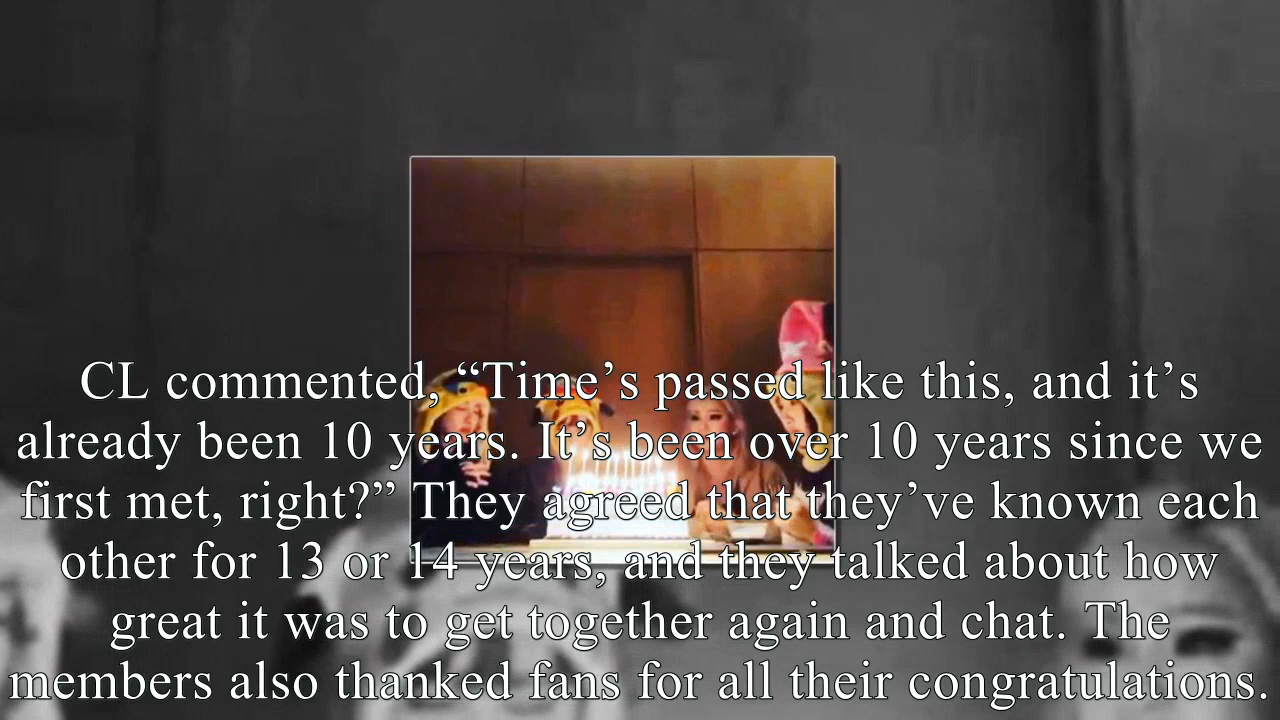 CL commented, “Time’s passed like this, and it’s
already been 10 years. It’s been over 10 years since we
first met, right?” They agreed that they’ve known each
other for 13 or 14 years, and they talked about how
great it was to get together again and chat. The
members also thanked fans for all their congratulations.